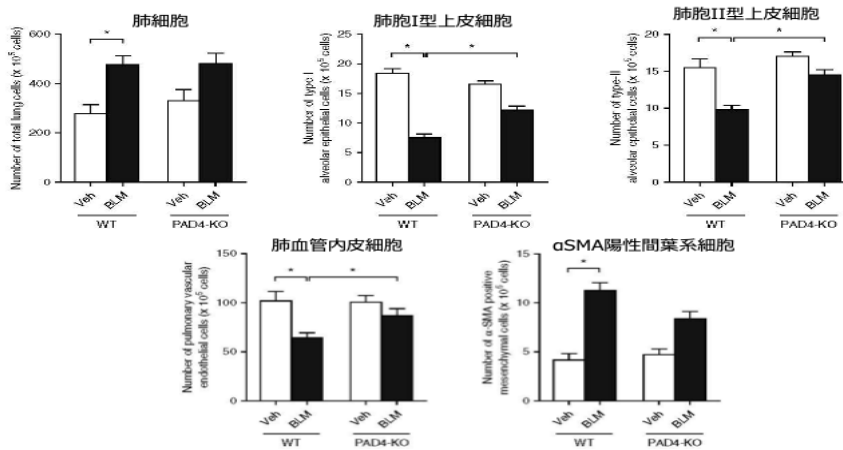 肺細胞
Number of total lung cells (x 10⁵ cells)
600
400
200
0
*
Veh
BLM
Veh
BLM
WT
PAD4-KO
肺胞I型上皮細胞
Number of type I
alveolar epithelial cells (x 10⁵ cells)
20
15
10
5
0
*
*
Veh
BLM
Veh
BLM
WT
PAD4-KO
肺胞II型上皮細胞
Number of type-II
alveolar epithelial cells (x 10⁵ cells)
20
15
10
5
0
*
*
Veh
BLM
Veh
BLM
WT
PAD4-KO
肺血管内皮細胞
Number of pulmonary vascular
endothelial cells (x 10⁵ cells)
150
100
50
0
*
*
Veh
BLM
Veh
BLM
WT
PAD4-KO
αSMA陽性間葉系細胞
Number of α-SMA positive
mesenchymal cells (x 10⁵ cells)
15
10
5
0
*
Veh
BLM
Veh
BLM
WT
PAD4-KO